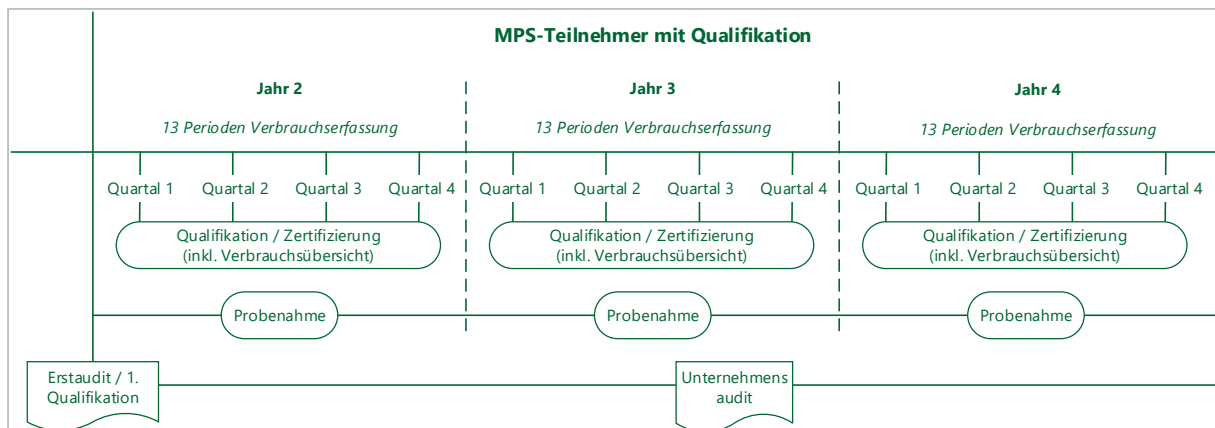 MPS-Teilnehmer mit Qualifikation
Jahr 2
Jahr 3
Jahr 4
13 Perioden Verbrauchserfassung
13 Perioden Verbrauchserfassung
13 Perioden Verbrauchserfassung
Quartal 1
Quartal 2
Quartal 3
Quartal 4
Quartal 1
Quartal 2
Quartal 3
Quartal 4
Quartal 1
Quartal 2
Quartal 3
Quartal 4
Qualifikation / Zertifizierung
(inkl. Verbrauchsübersicht)
Qualifikation / Zertifizierung
(inkl. Verbrauchsübersicht)
Qualifikation / Zertifizierung
(inkl. Verbrauchsübersicht)
Probenahme
Probenahme
Probenahme
Erstaudit / 1.
Qualifikation
Unternehmens
audit